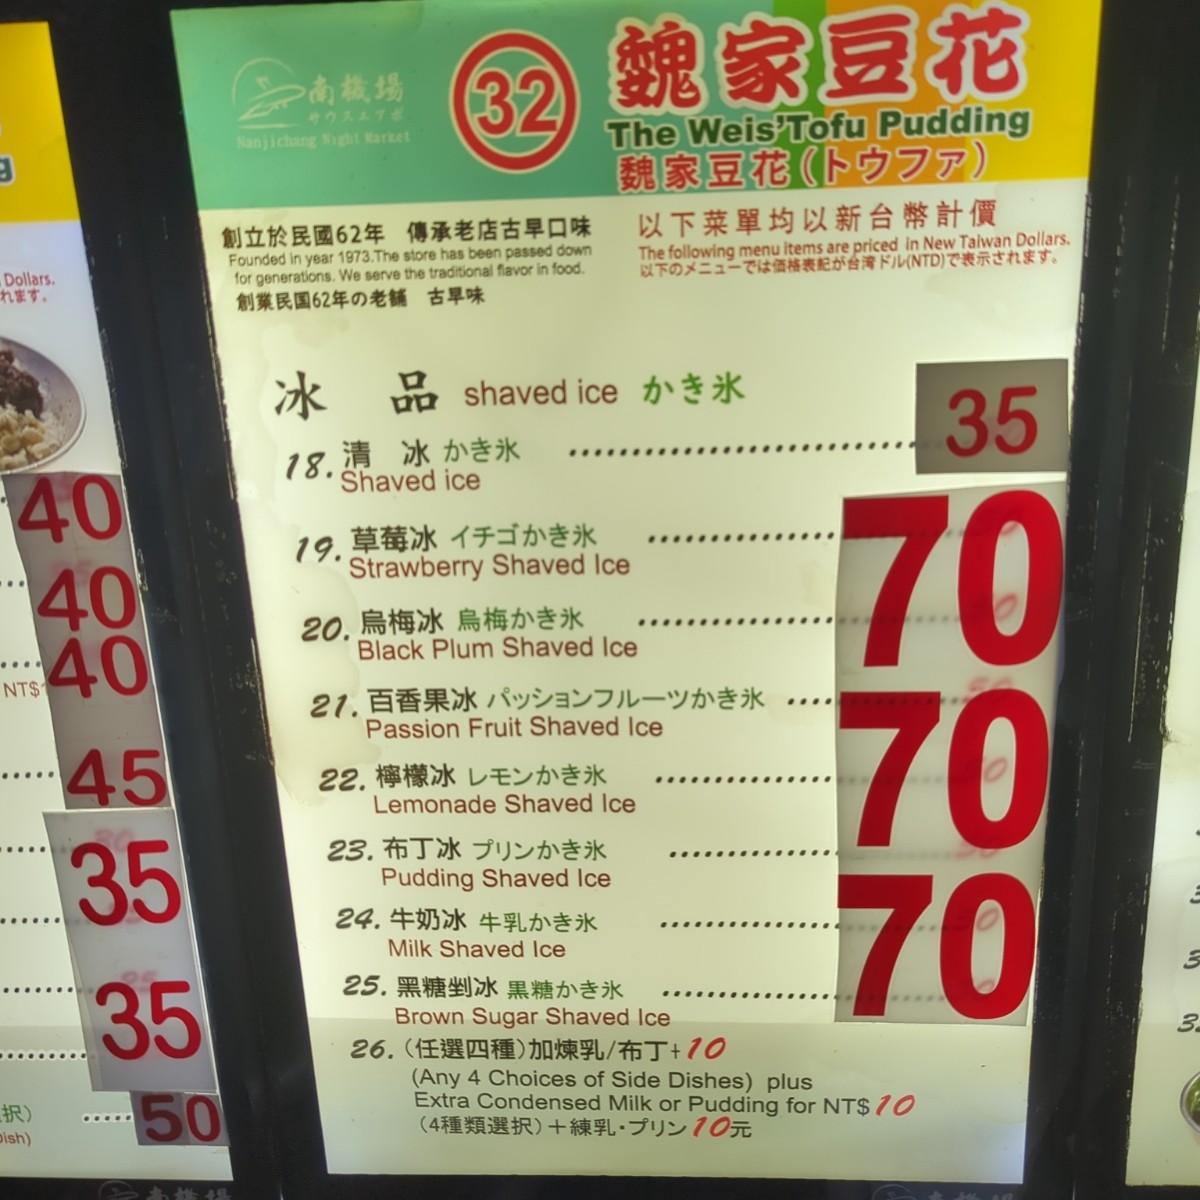 南機場
サウスエアポ
Nanjichang Night Market
32
魏家豆花
The Weis'Tofu Pudding
魏家豆花(トウファ)
創立於民國62年 傳承老店古早口味
Founded in year 1973.The store has been passed down
for generations. We serve the traditional flavor in food.
創業民国62年の老舗 古早味
以下菜單均以新台幣計價
The following menu items are priced in New Taiwan Dollars.
以下のメニューでは価格表記が台湾ドル(NTD)で表示されます。
冰 品 shaved ice かき氷
18. 清 冰 かき氷 35
Shaved ice
19. 草莓冰 イチゴかき氷
Strawberry Shaved Ice
70
20. 烏梅冰 烏梅かき氷
Black Plum Shaved Ice
21. 百香果冰 パッションフルーツかき氷
Passion Fruit Shaved Ice
70
22. 檸檬冰 レモンかき氷
Lemonade Shaved Ice
23. 布丁冰 プリンかき氷
Pudding Shaved Ice
24. 牛奶冰 牛乳かき氷
Milk Shaved Ice
70
25. 黑糖剉冰 黒糖かき氷
Brown Sugar Shaved Ice
26. (任選四種)加煉乳/布丁+10
(Any 4 Choices of Side Dishes) plus
Extra Condensed Milk or Pudding for NT$10
(4種類選択)+練乳・プリン10元
Dollars.
れます。
40
40
NT$ 40
45
35
35
択) 50
Dish)
南機場